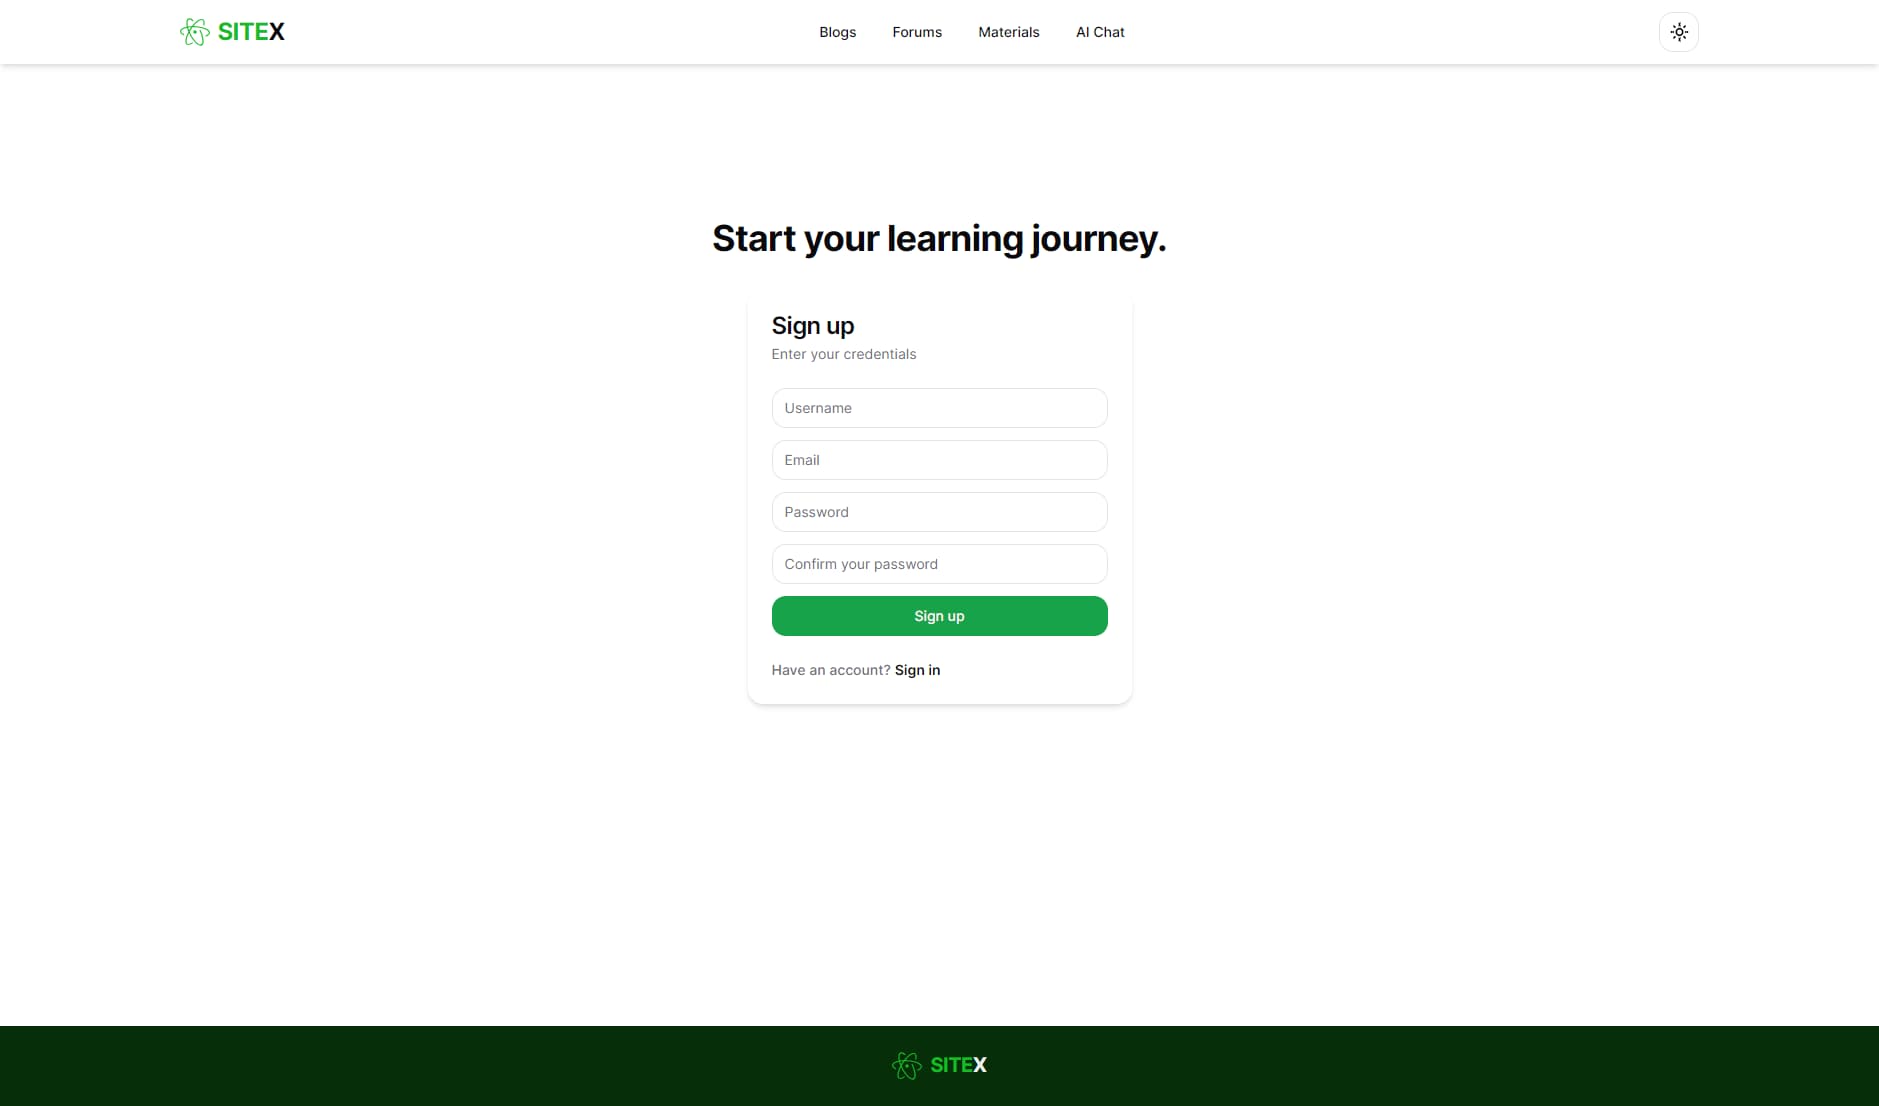 SITEX
Blogs
Forums
Materials
AI Chat
Start your learning journey.
Sign up
Enter your credentials
Username
Email
Password
Confirm your password
Sign up
Have an account? Sign in
SITEX